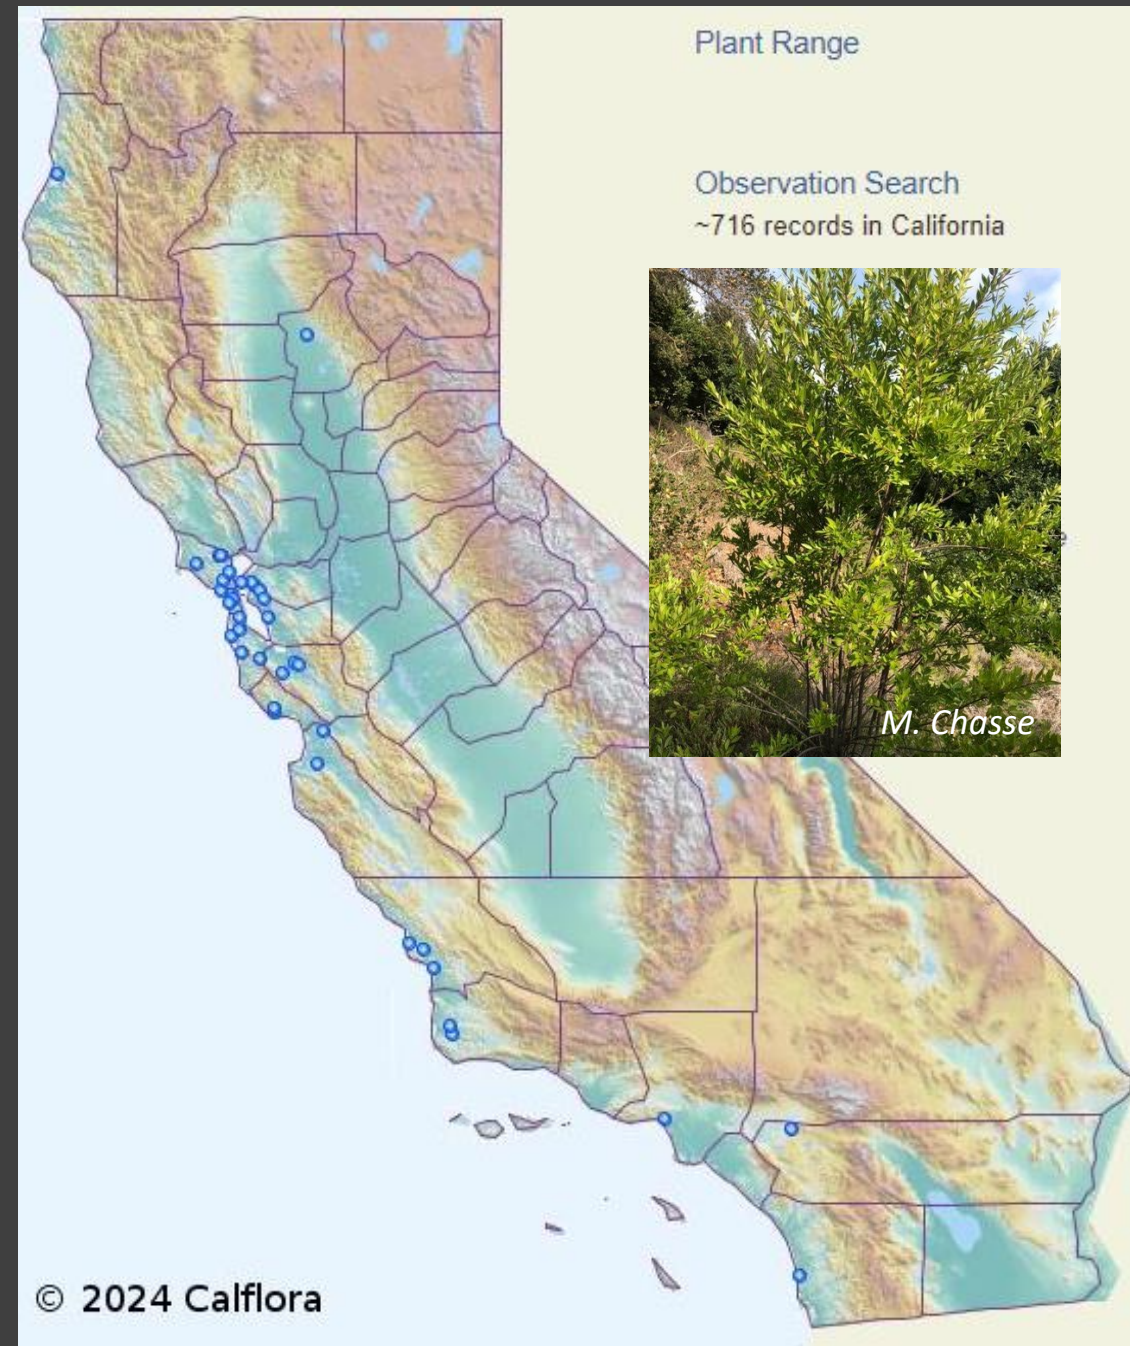 Plant Range
Observation Search
~716 records in California
M. Chasse
© 2024 Calflora